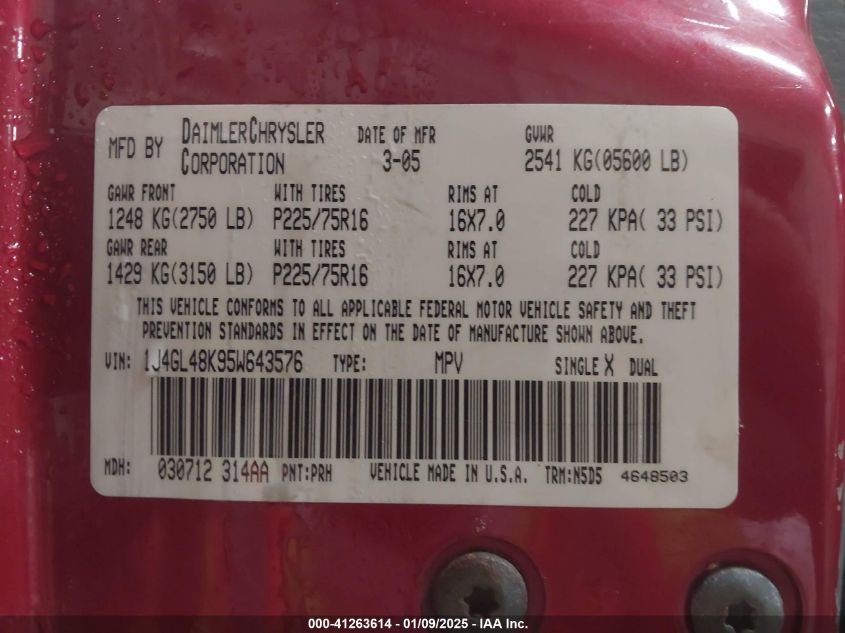 MFD BY DAIMLERCHRYSLER CORPORATION DATE OF MFR 3-05 GVWR 2541 KG(05600 LB)
GAWR FRONT WITH TIRES RIMS AT COLD
1248 KG(2750 LB) P225/75R16 16X7.0 227 KPA( 33 PSI)
GAWR REAR WITH TIRES RIMS AT COLD
1429 KG(3150 LB) P225/75R16 16X7.0 227 KPA( 33 PSI)
THIS VEHICLE CONFORMS TO ALL APPLICABLE FEDERAL MOTOR VEHICLE SAFETY AND THEFT
PREVENTION STANDARDS IN EFFECT ON THE DATE OF MANUFACTURE SHOWN ABOVE.
VIN: 1J4GL48K95W643576 TYPE: MPV SINGLE X DUAL
MDH: 030712 314AA PNT:PRH VEHICLE MADE IN U.S.A. TRM:N5D5 4648503
000-41263614 - 01/09/2025 - IAA Inc.